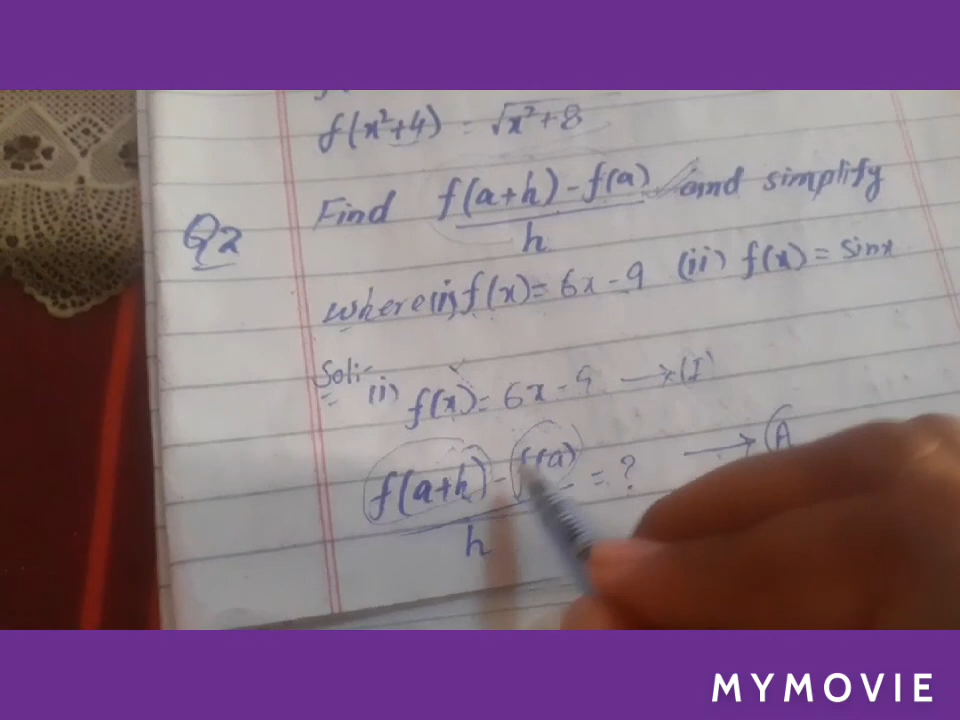 f(x²+4) = √x²+8
Q2 Find f(a+h)-f(a)/h and simplify
where (i) f(x)= 6x-9 (ii) f(x) = sinx
Sol:-
(i) f(x)= 6x-9 → (I)
f(a+h)-f(a)/h = ? → (A
MYMOVIE